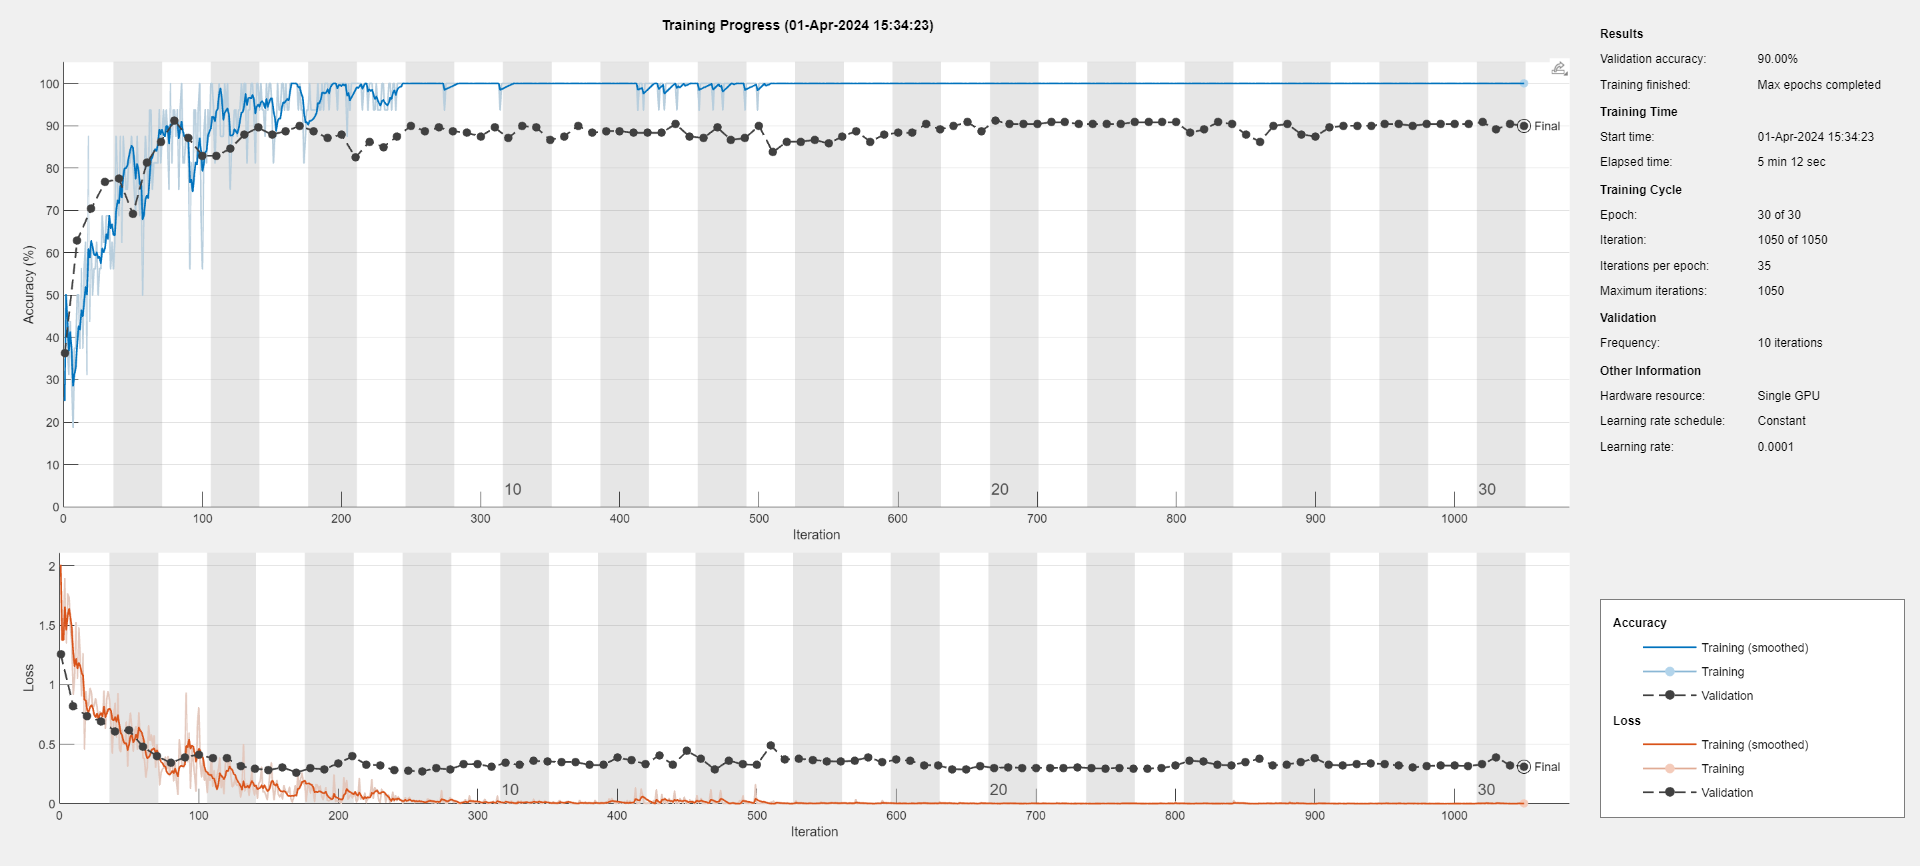 Training Progress (01-Apr-2024 15:34:23)
Accuracy (%)
100
90
80
70
60
50
40
30
20
10
0
10
20
30
Final
0
100
200
300
400
500
600
700
800
900
1000
Iteration
Loss
2
1.5
1
0.5
0
10
20
30
Final
0
100
200
300
400
500
600
700
800
900
1000
Iteration
Results
Validation accuracy: 90.00%
Training finished: Max epochs completed
Training Time
Start time: 01-Apr-2024 15:34:23
Elapsed time: 5 min 12 sec
Training Cycle
Epoch: 30 of 30
Iteration: 1050 of 1050
Iterations per epoch: 35
Maximum iterations: 1050
Validation
Frequency: 10 iterations
Other Information
Hardware resource: Single GPU
Learning rate schedule: Constant
Learning rate: 0.0001
Accuracy
Training (smoothed)
Training
Validation
Loss
Training (smoothed)
Training
Validation